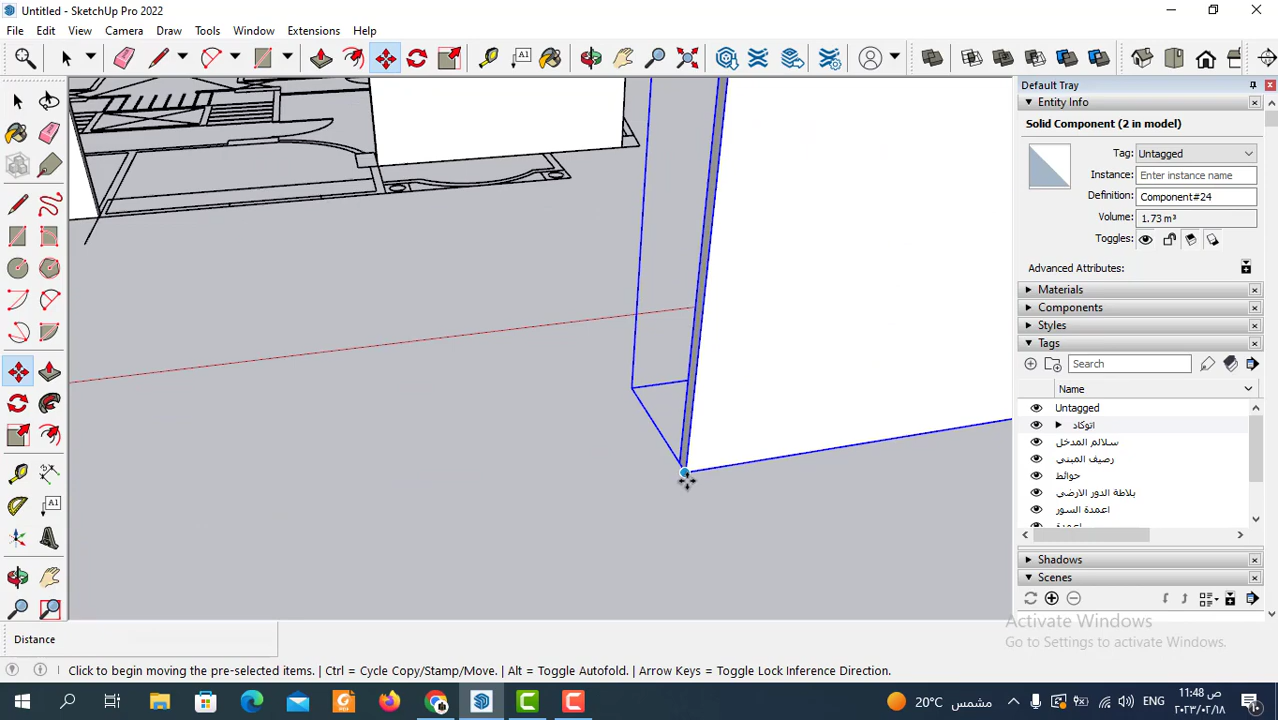 Untitled - SketchUp Pro 2022
File Edit View Camera Draw Tools Window Extensions Help
Default Tray
Entity Info
Solid Component (2 in model)
Tag: Untagged
Instance: Enter instance name
Definition: Component#24
Volume: 1.73 m³
Toggles:
Advanced Attributes:
Materials
Components
Styles
Tags
Search
Name
Untagged
اتوكاد
سلالم المدخل
رصيف المبني
حوائط
بلاطة الدور الارضي
اعمدة السور
Shadows
Scenes
Activate Windows
Go to Settings to activate Windows.
Distance
Click to begin moving the pre-selected items. | Ctrl = Cycle Copy/Stamp/Move. | Alt = Toggle Autofold. | Arrow Keys = Toggle Lock Inference Direction.
20°C مشمس
ENG
11:48 ص
٢٠٢٣/٠٢/١٨
1